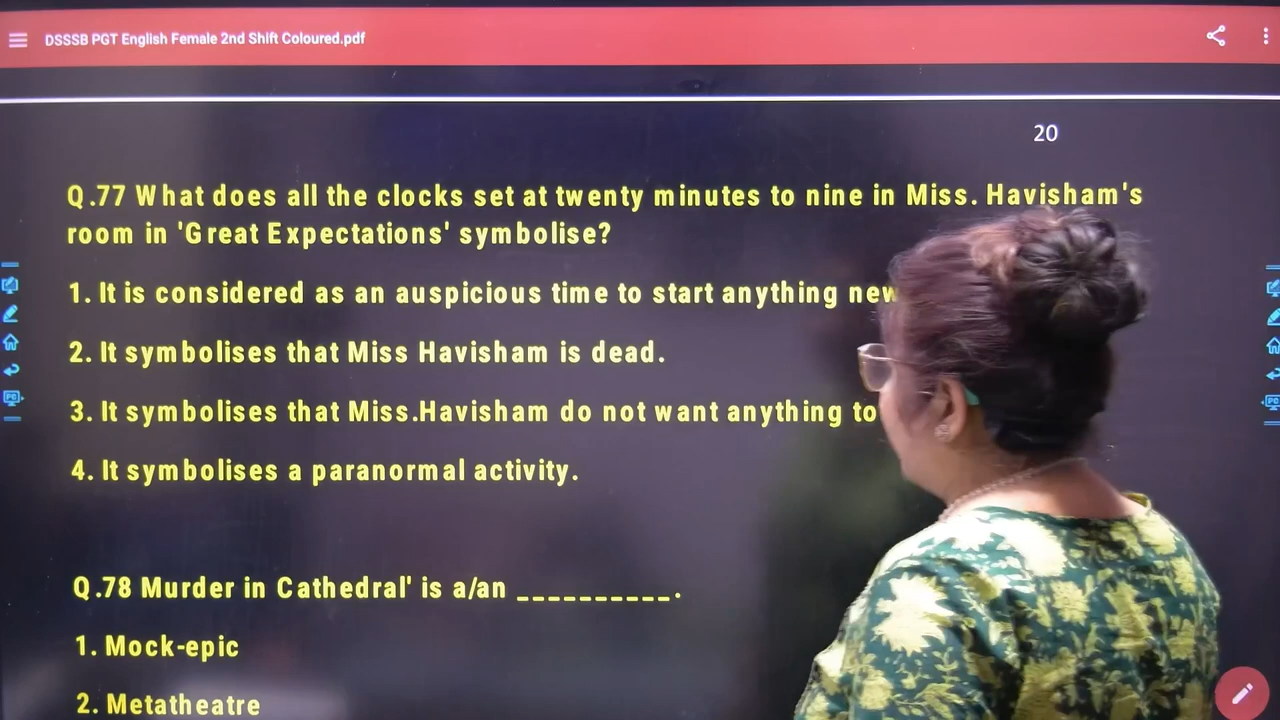 DSSSB PGT English Female 2nd Shift Coloured.pdf
20
Q.77 What does all the clocks set at twenty minutes to nine in Miss. Havisham's
room in 'Great Expectations' symbolise?
1. It is considered as an auspicious time to start anything new
2. It symbolises that Miss Havisham is dead.
3. It symbolises that Miss.Havisham do not want anything to
4. It symbolises a paranormal activity.
Q.78 Murder in Cathedral' is a/an __________.
1. Mock-epic
2. Metatheatre